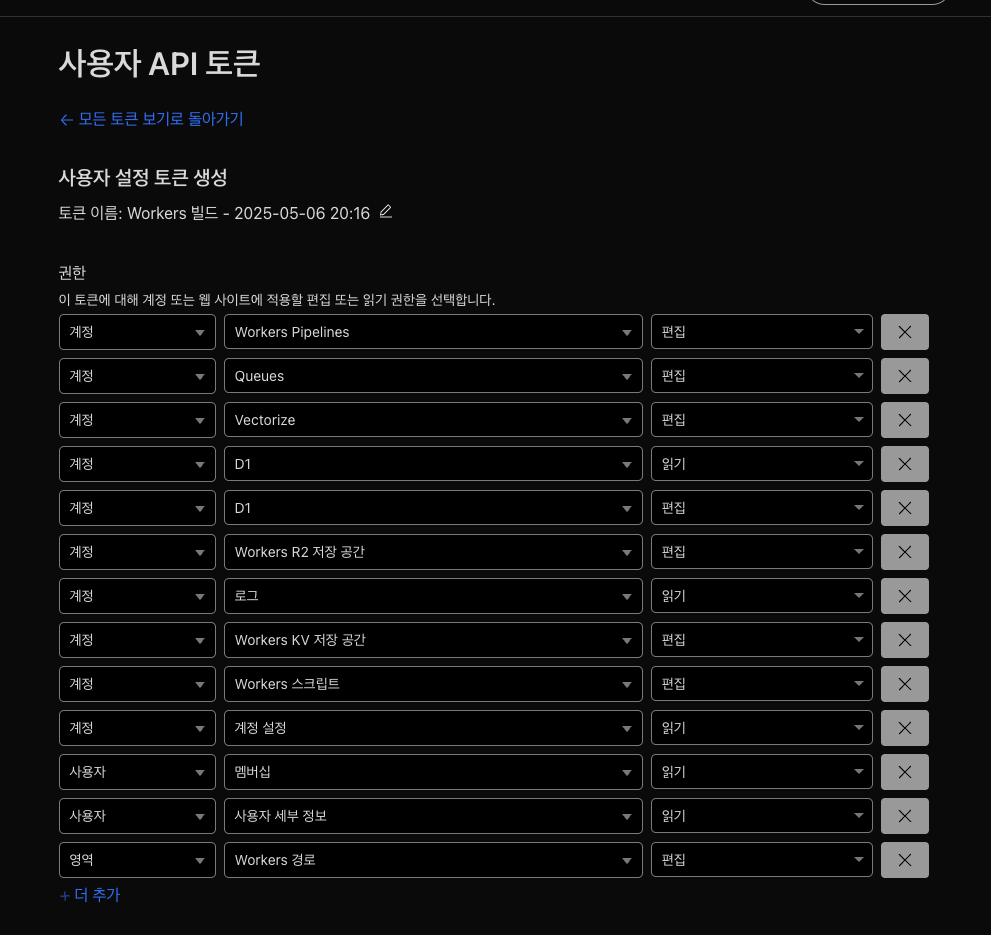 사용자 API 토큰
← 모든 토큰 보기로 돌아가기
사용자 설정 토큰 생성
토큰 이름: Workers 빌드 - 2025-05-06 20:16
권한
이 토큰에 대해 계정 또는 웹 사이트에 적용할 편집 또는 읽기 권한을 선택합니다.
계정 Workers Pipelines 편집
계정 Queues 편집
계정 Vectorize 편집
계정 D1 읽기
계정 D1 편집
계정 Workers R2 저장 공간 편집
계정 로그 읽기
계정 Workers KV 저장 공간 편집
계정 Workers 스크립트 편집
계정 계정 설정 읽기
사용자 멤버십 읽기
사용자 사용자 세부 정보 읽기
영역 Workers 경로 편집
+ 더 추가